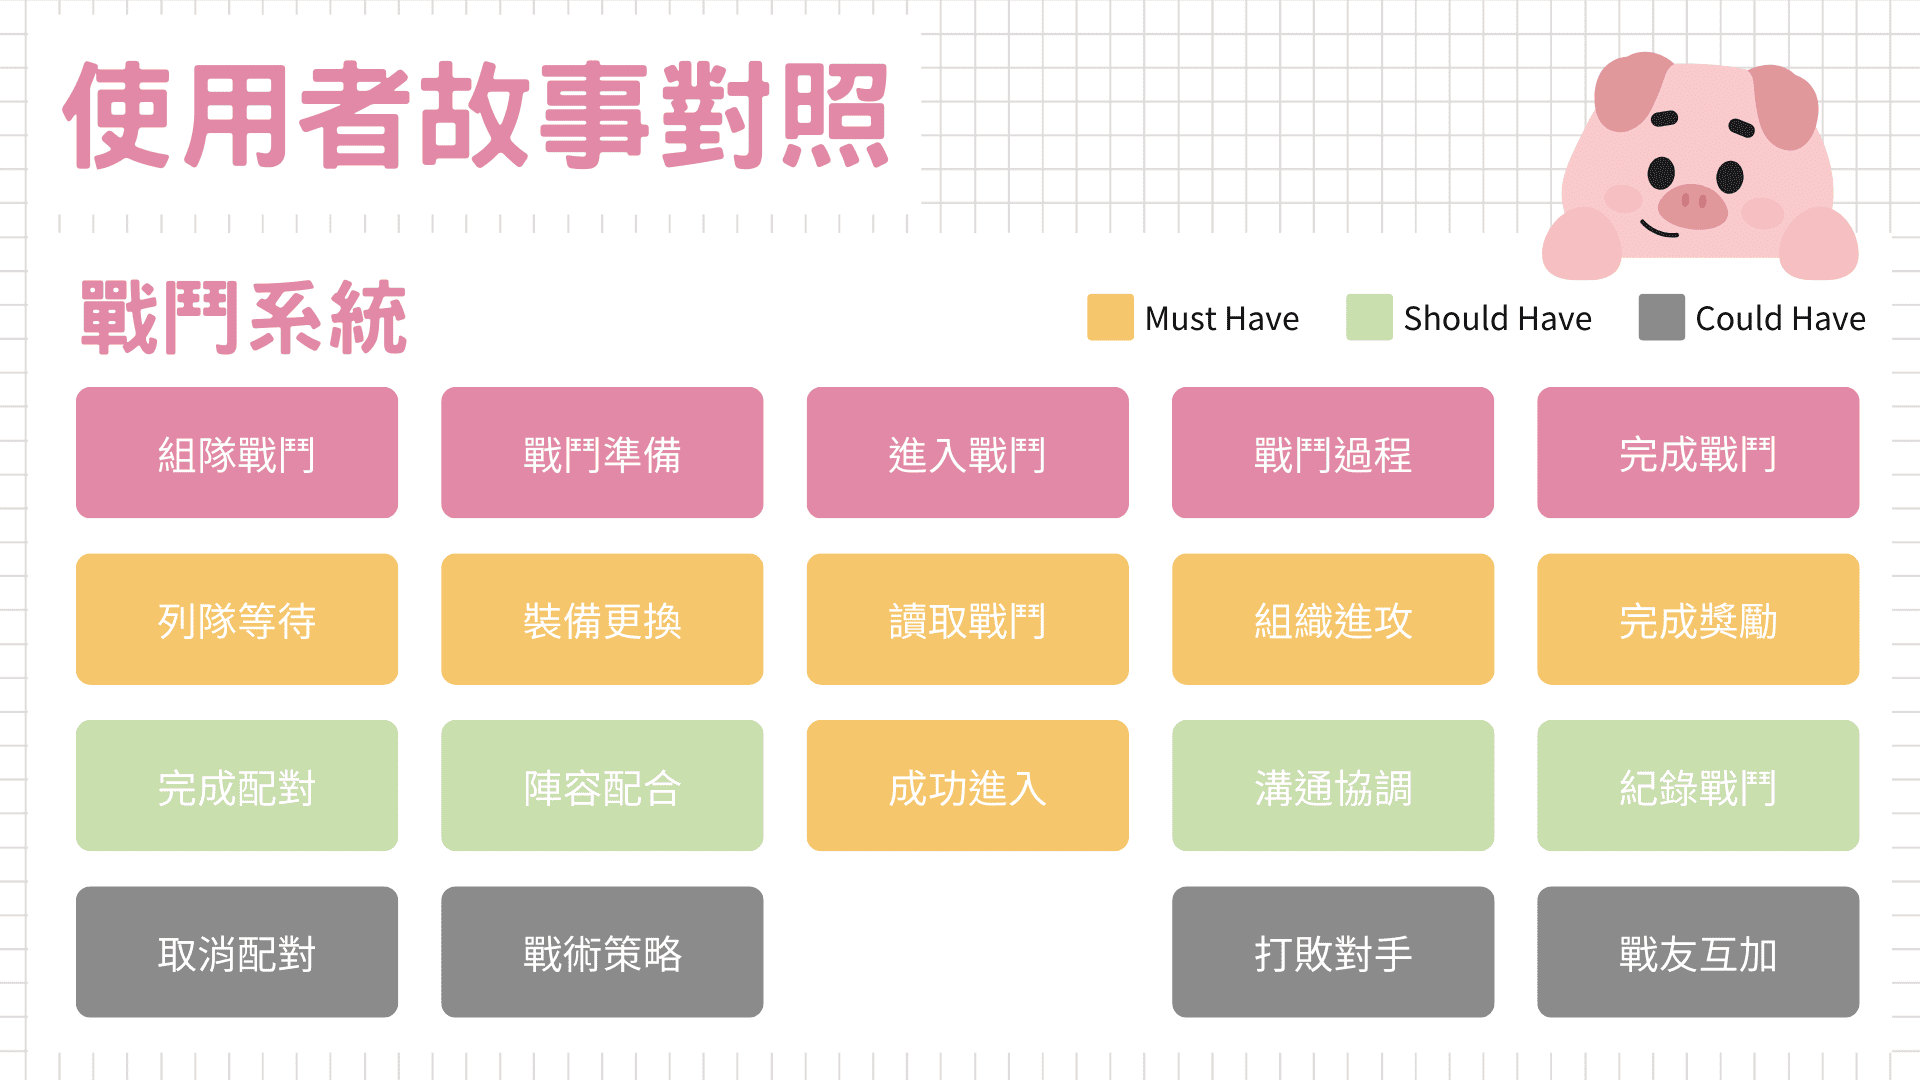 使用者故事對照
戰鬥系統
Must Have
Should Have
Could Have
組隊戰鬥
戰鬥準備
進入戰鬥
戰鬥過程
完成戰鬥
列隊等待
裝備更換
讀取戰鬥
組織進攻
完成獎勵
完成配對
陣容配合
成功進入
溝通協調
紀錄戰鬥
取消配對
戰術策略
打敗對手
戰友互加